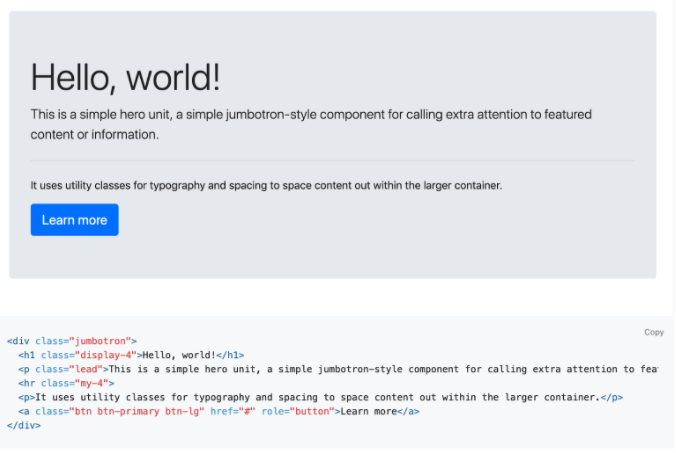 Hello, world!
This is a simple hero unit, a simple jumbotron-style component for calling extra attention to featured
content or information.
It uses utility classes for typography and spacing to space content out within the larger container.
Learn more
Copy
<div class="jumbotron">
  <h1 class="display-4">Hello, world!</h1>
  <p class="lead">This is a simple hero unit, a simple jumbotron-style component for calling extra attention to fea
  <hr class="my-4">
  <p>It uses utility classes for typography and spacing to space content out within the larger container.</p>
  <a class="btn btn-primary btn-lg" href="#" role="button">Learn more</a>
</div>